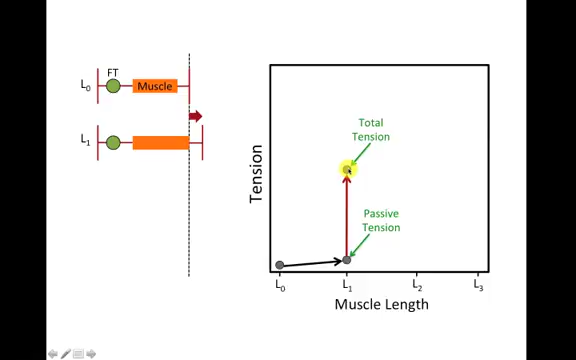 FT
L0
Muscle
L1
Total
Tension
Passive
Tension
Tension
L0
L1
L2
L3
Muscle Length